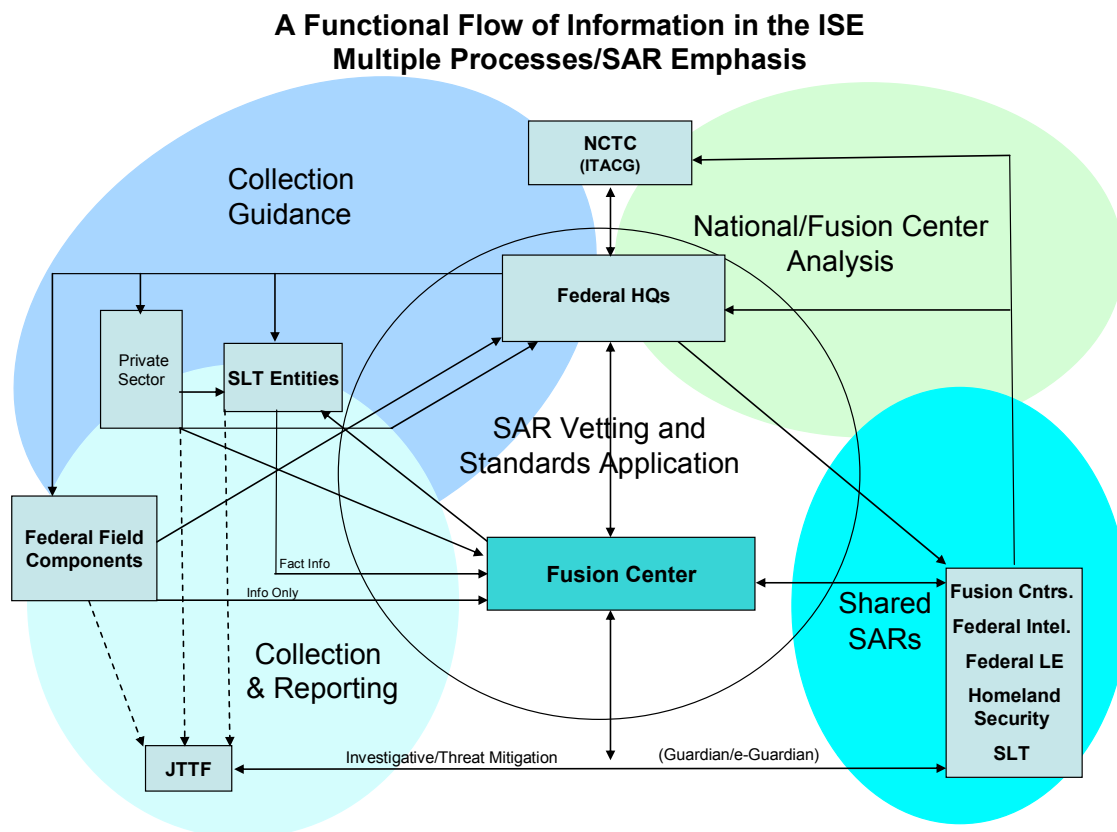 A Functional Flow of Information in the ISE
Multiple Processes/SAR Emphasis
NCTC
(ITACG)
Collection
Guidance
National/Fusion Center
Analysis
Federal HQs
Private
Sector
SLT Entities
SAR Vetting and
Standards Application
Federal Field
Components
Fact Info
Fusion Center
Info Only
Shared
SARs
Fusion Cntrs.
Federal Intel.
Federal LE
Homeland
Security
SLT
Collection
& Reporting
JTTF
Investigative/Threat Mitigation
(Guardian/e-Guardian)